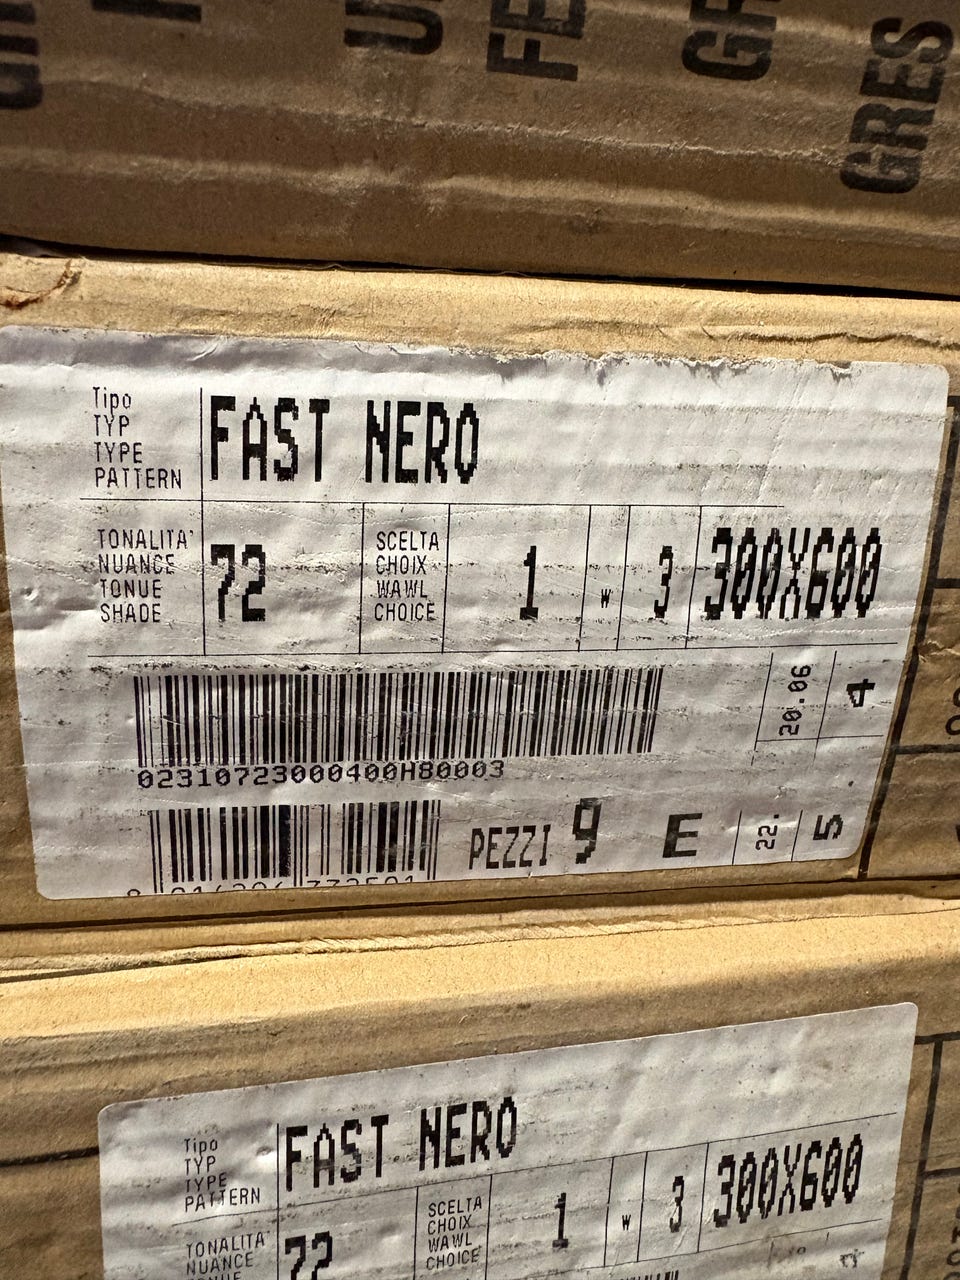 GRES
Tipo
TYP
TYPE
PATTERN
FAST NERO
TONALITA'
NUANCE
TONUE
SHADE
72
SCELTA
CHOIX
WAWL
CHOICE
1
W
3
300X600
02310723000400H80003
20.06
4
PEZZI 9
E
22.
5
Tipo
TYP
TYPE
PATTERN
FAST NERO
TONALITA'
NUANCE
72
SCELTA
CHOIX
WAWL
CHOICE
1
W
3
300X600